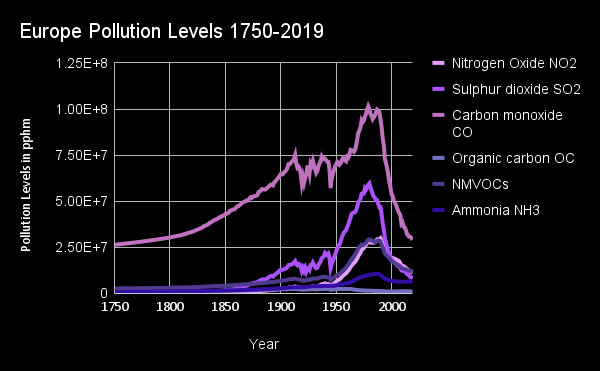 Europe Pollution Levels 1750-2019
Pollution Levels in pphm
1.25E+8
1.00E+8
7.50E+7
5.00E+7
2.50E+7
0
1750
1800
1850
1900
1950
2000
Year
Nitrogen Oxide NO2
Sulphur dioxide SO2
Carbon monoxide
CO
Organic carbon OC
NMVOCs
Ammonia NH3